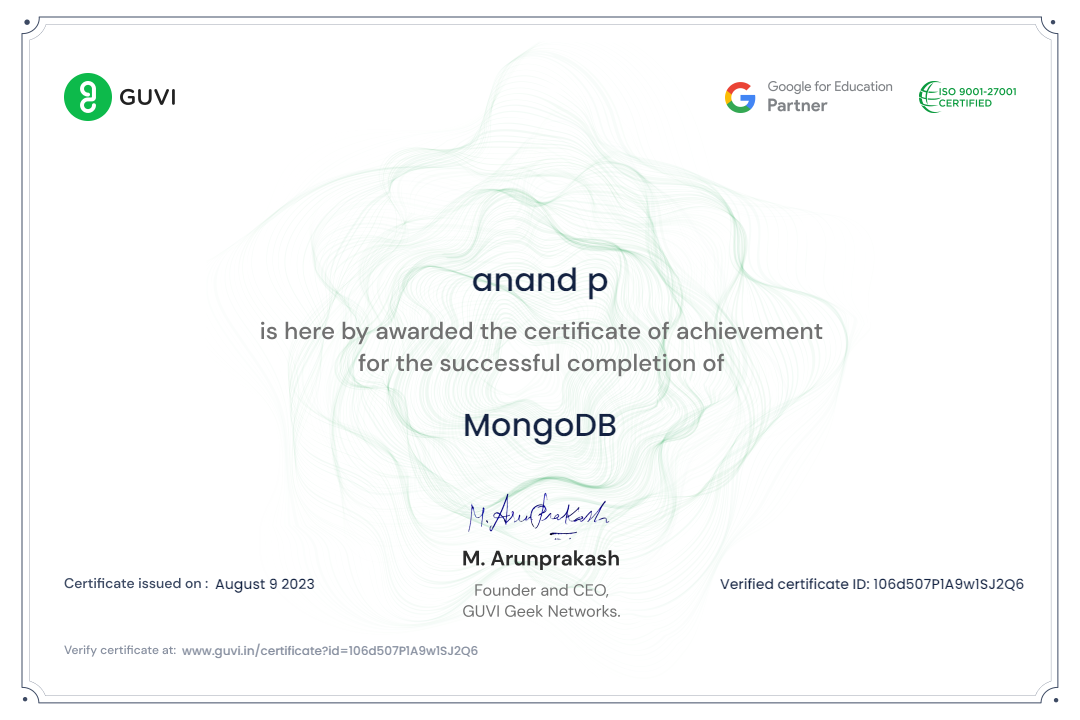 GUVI
Google for Education
Partner
ISO 9001-27001
CERTIFIED
anand p
is here by awarded the certificate of achievement
for the successful completion of
MongoDB
M. ArunPrakash
M. Arunprakash
Founder and CEO,
GUVI Geek Networks.
Certificate issued on : August 9 2023
Verified certificate ID: 106d507P1A9w1SJ2Q6
Verify certificate at: www.guvi.in/certificate?id=106d507P1A9w1SJ2Q6